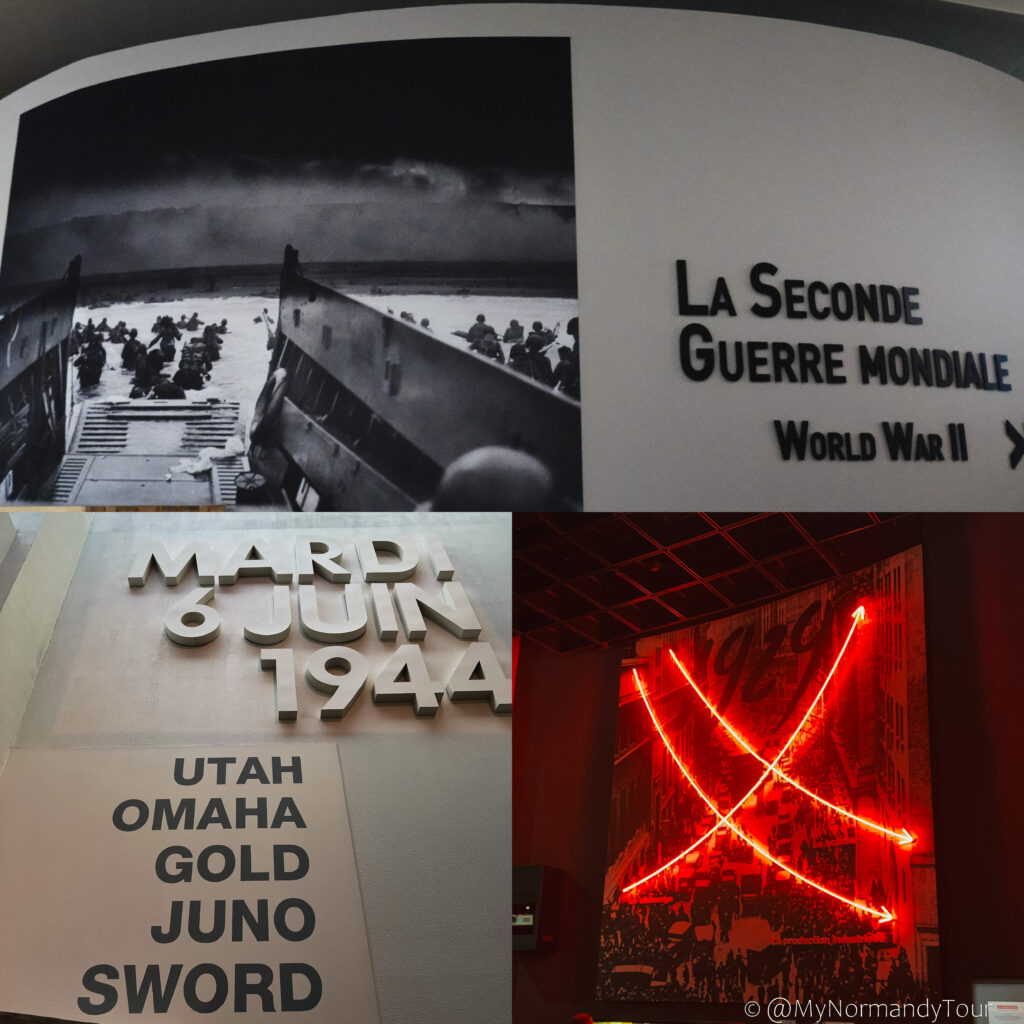 La Seconde
Guerre mondiale
World War II
MARDI
6 JUIN
1944
UTAH
OMAHA
GOLD
JUNO
SWORD
1929
© @MyNormandyTour